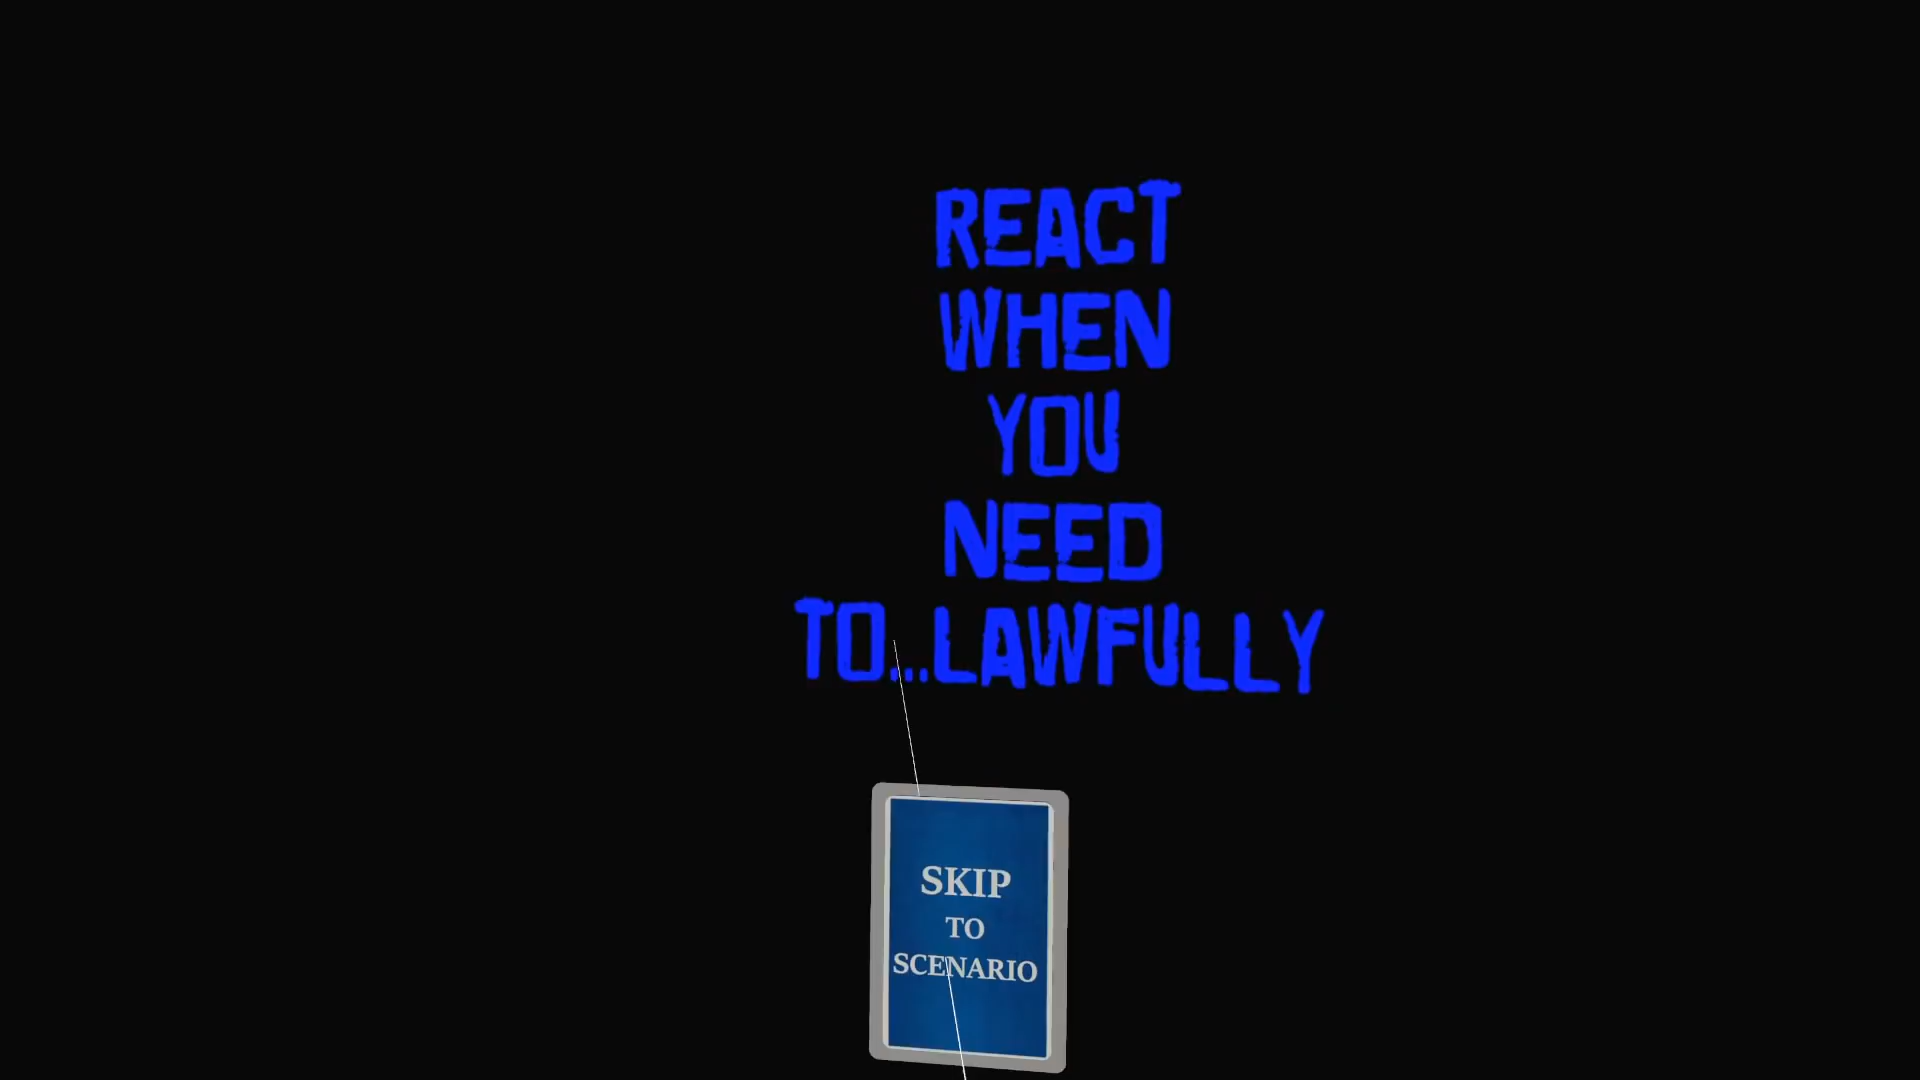 REACT
WHEN
YOU
NEED
TO...LAWFULLY
SKIP
TO
SCENARIO